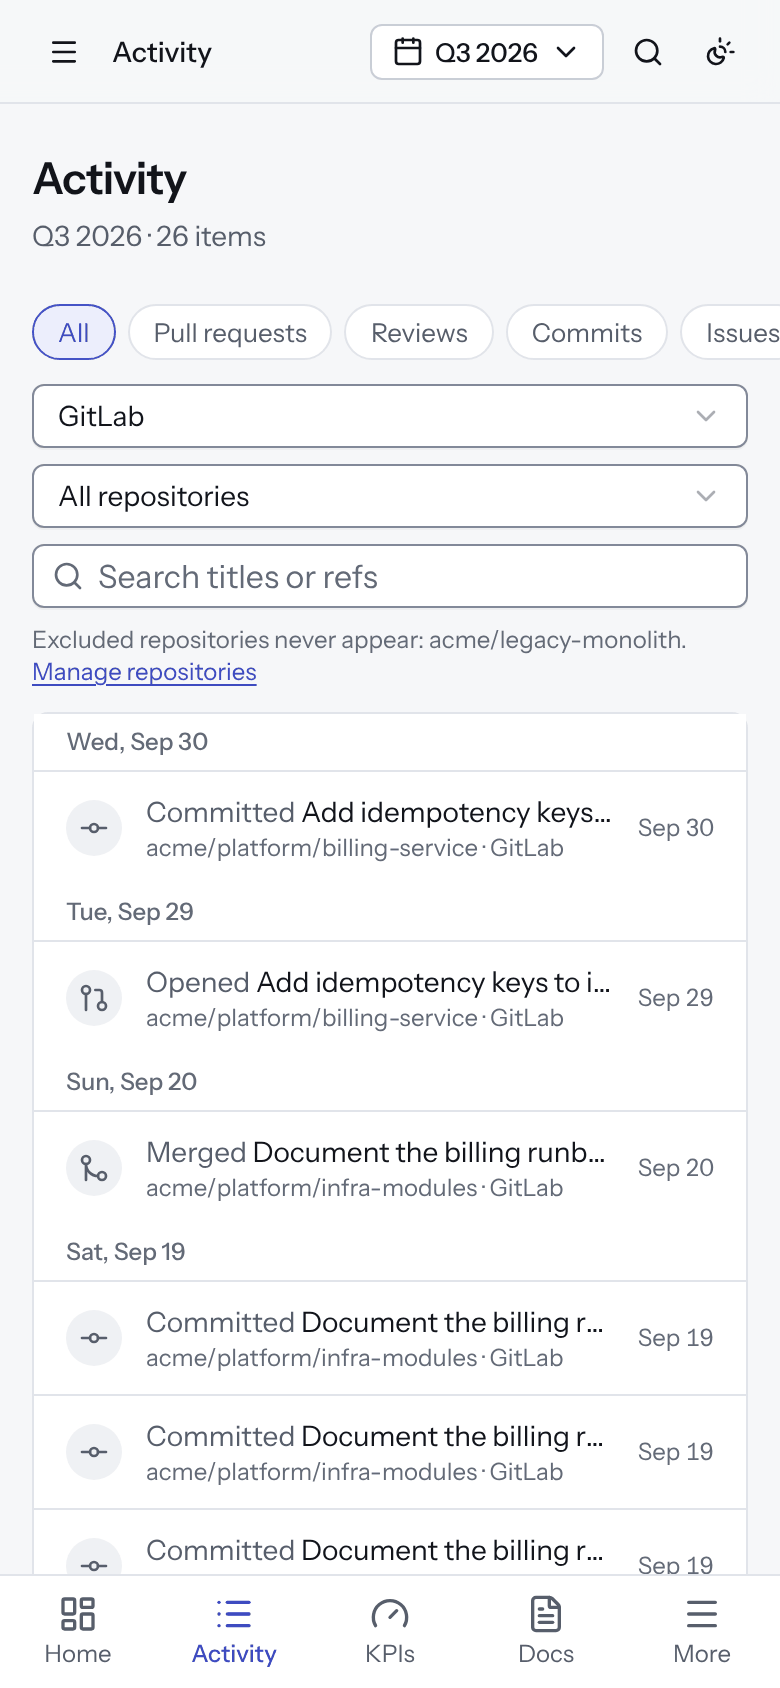 Activity
Q3 2026
Activity
Q3 2026 · 26 items
All
Pull requests
Reviews
Commits
Issues
GitLab
All repositories
Search titles or refs
Excluded repositories never appear: acme/legacy-monolith.
Manage repositories
Wed, Sep 30
Committed Add idempotency keys...
Sep 30
acme/platform/billing-service · GitLab
Tue, Sep 29
Opened Add idempotency keys to i...
Sep 29
acme/platform/billing-service · GitLab
Sun, Sep 20
Merged Document the billing runb...
Sep 20
acme/platform/infra-modules · GitLab
Sat, Sep 19
Committed Document the billing r...
Sep 19
acme/platform/infra-modules · GitLab
Committed Document the billing r...
Sep 19
acme/platform/infra-modules · GitLab
Committed Document the billing r...
Sep 19
Home
Activity
KPIs
Docs
More